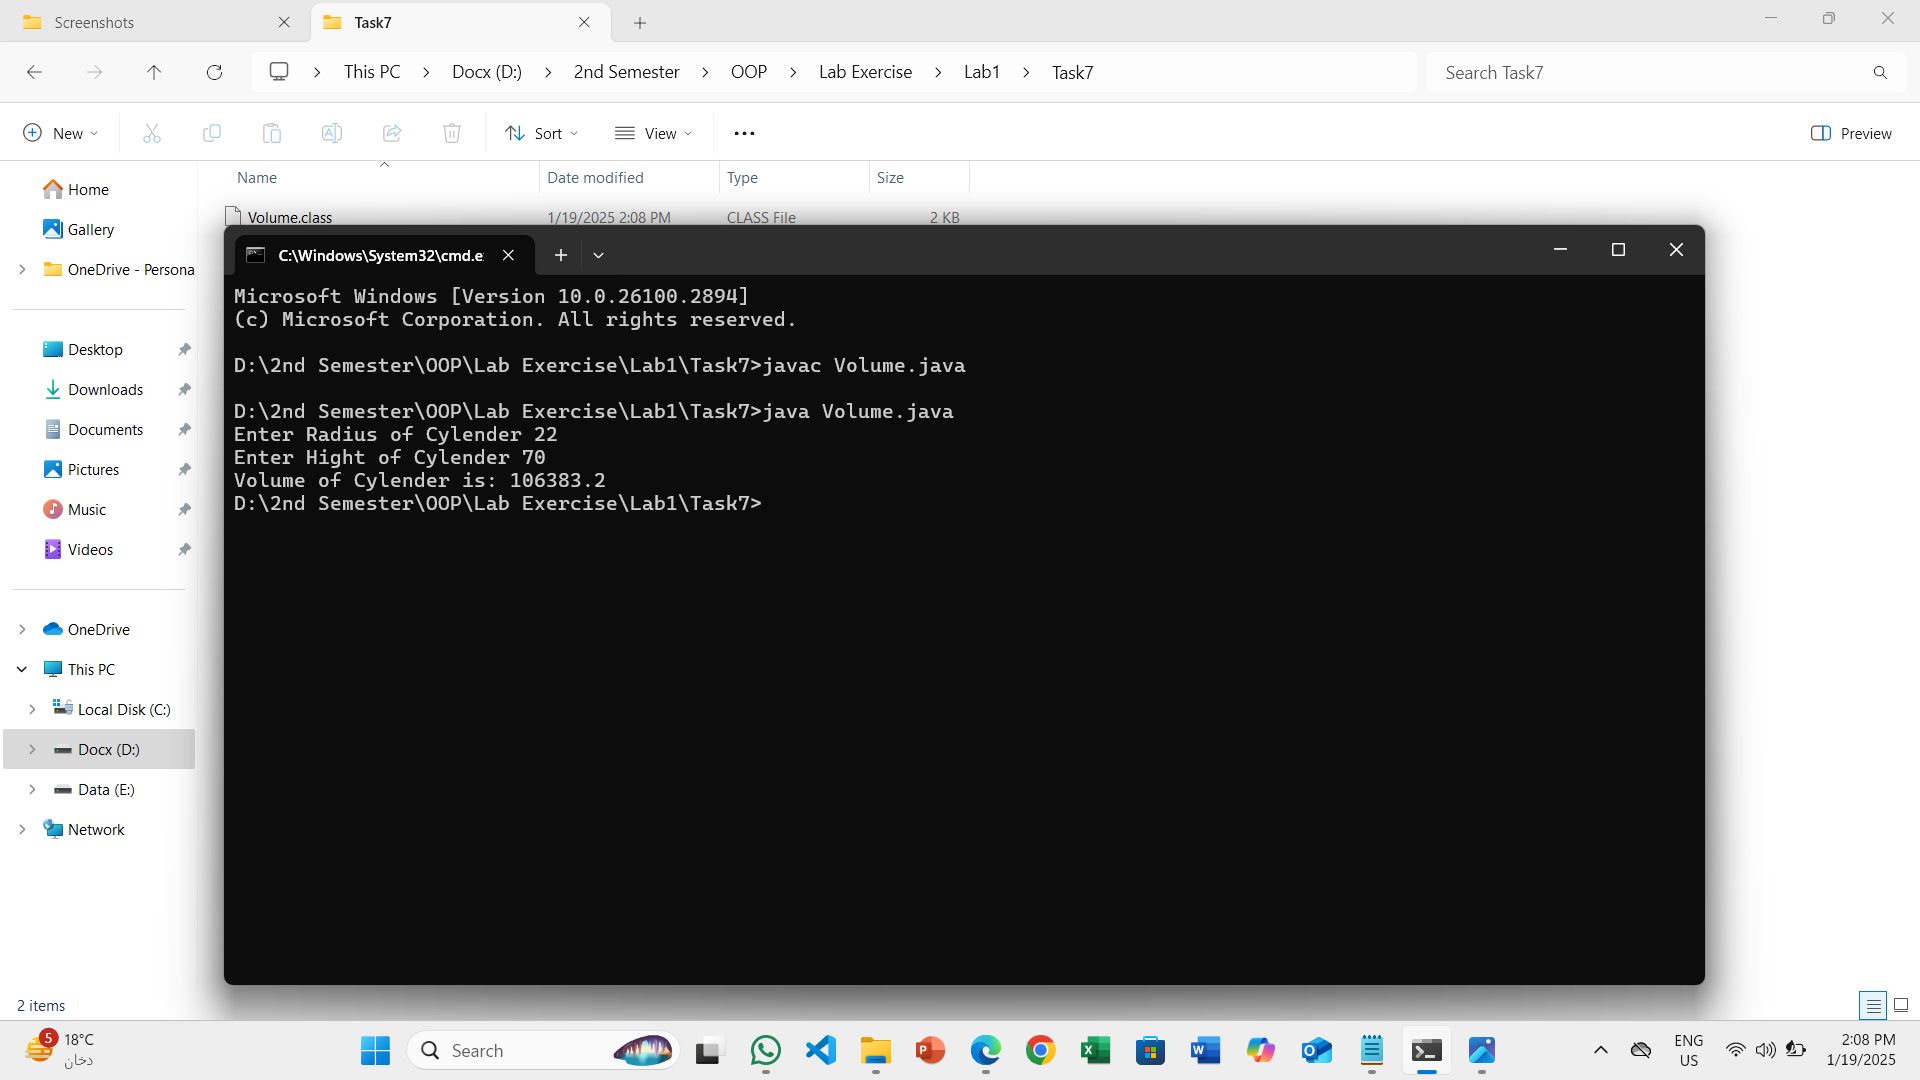 Screenshots
Task7
This PC
Docx (D:)
2nd Semester
OOP
Lab Exercise
Lab1
Task7
Search Task7
New
Sort
View
Preview
Name
Date modified
Type
Size
Volume.class
1/19/2025 2:08 PM
CLASS File
2 KB
Home
Gallery
OneDrive - Persona
Desktop
Downloads
Documents
Pictures
Music
Videos
OneDrive
This PC
Local Disk (C:)
Docx (D:)
Data (E:)
Network
2 items
C:\Windows\System32\cmd.e
Microsoft Windows [Version 10.0.26100.2894]
(c) Microsoft Corporation. All rights reserved.
D:\2nd Semester\OOP\Lab Exercise\Lab1\Task7>javac Volume.java
D:\2nd Semester\OOP\Lab Exercise\Lab1\Task7>java Volume.java
Enter Radius of Cylender 22
Enter Hight of Cylender 70
Volume of Cylender is: 106383.2
D:\2nd Semester\OOP\Lab Exercise\Lab1\Task7>
5
18°C
دخان
Search
ENG
US
2:08 PM
1/19/2025